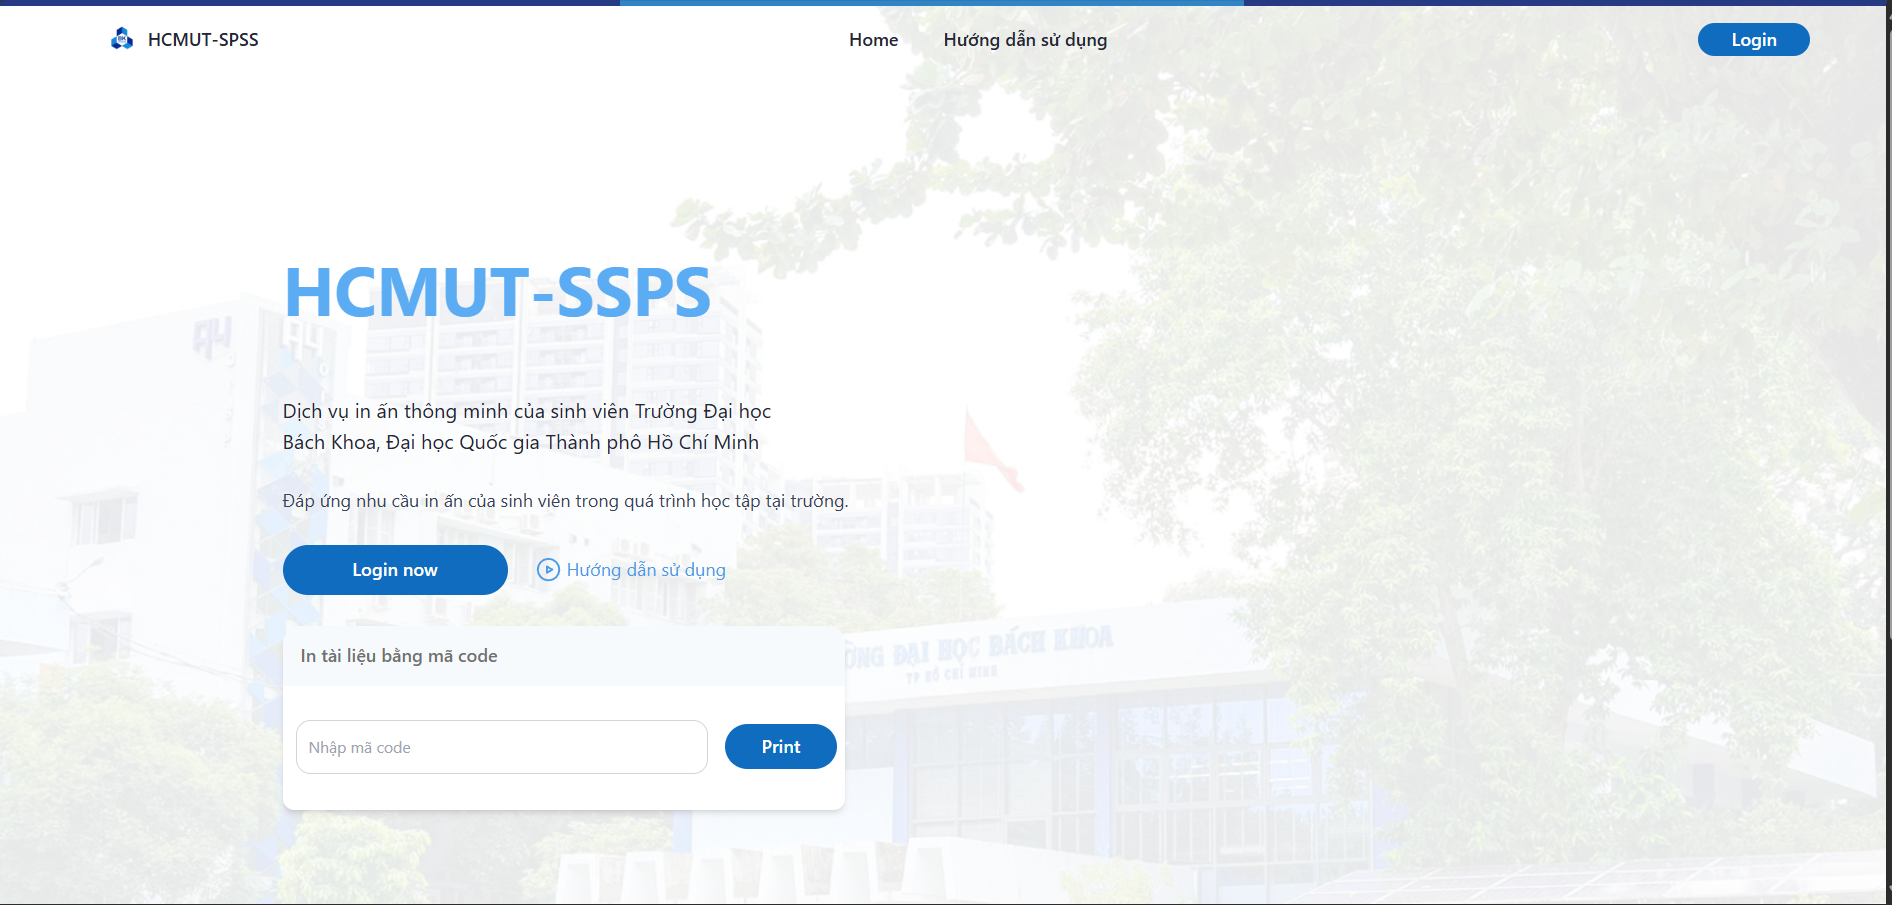 HCMUT-SPSS
Home
Hướng dẫn sử dụng
Login
HCMUT-SSPS
A4
A4
Dịch vụ in ấn thông minh của sinh viên Trường Đại học
Bách Khoa, Đại học Quốc gia Thành phô Hồ Chí Minh
Đáp ứng nhu cầu in ấn của sinh viên trong quá trình học tập tại trường.
Login now
Hướng dẫn sử dụng
In tài liệu bằng mã code
ĐẠI HỌC BÁCH KHOA
TP HỒ CHÍ MINH
Nhập mã code
Print